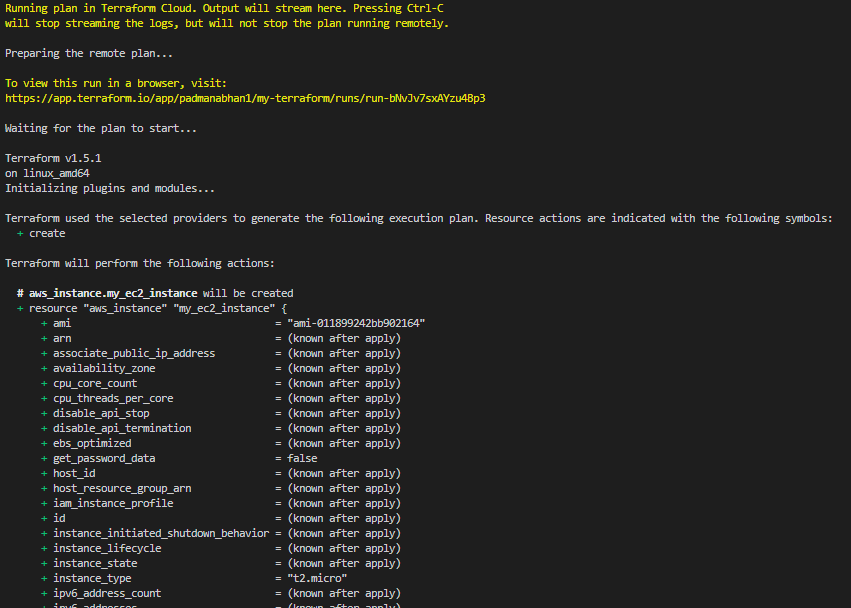 Running plan in Terraform Cloud. Output will stream here. Pressing Ctrl-C
will stop streaming the logs, but will not stop the plan running remotely.
Preparing the remote plan...
To view this run in a browser, visit:
https://app.terraform.io/app/padmanabhan1/my-terraform/runs/run-bNvJv7sxAYzu4Bp3
Waiting for the plan to start...
Terraform v1.5.1
on linux_amd64
Initializing plugins and modules...
Terraform used the selected providers to generate the following execution plan. Resource actions are indicated with the following symbols:
+ create
Terraform will perform the following actions:
# aws_instance.my_ec2_instance will be created
+ resource "aws_instance" "my_ec2_instance" {
+ ami = "ami-011899242bb902164"
+ arn = (known after apply)
+ associate_public_ip_address = (known after apply)
+ availability_zone = (known after apply)
+ cpu_core_count = (known after apply)
+ cpu_threads_per_core = (known after apply)
+ disable_api_stop = (known after apply)
+ disable_api_termination = (known after apply)
+ ebs_optimized = (known after apply)
+ get_password_data = false
+ host_id = (known after apply)
+ host_resource_group_arn = (known after apply)
+ iam_instance_profile = (known after apply)
+ id = (known after apply)
+ instance_initiated_shutdown_behavior = (known after apply)
+ instance_lifecycle = (known after apply)
+ instance_state = (known after apply)
+ instance_type = "t2.micro"
+ ipv6_address_count = (known after apply)
+ ipv6_addresses = (known after apply)